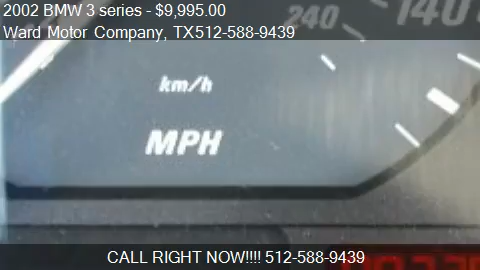 2002 BMW 3 series - $9,995.00
Ward Motor Company, TX512-588-9439
240
140
km/h
MPH
CALL RIGHT NOW!!!! 512-588-9439